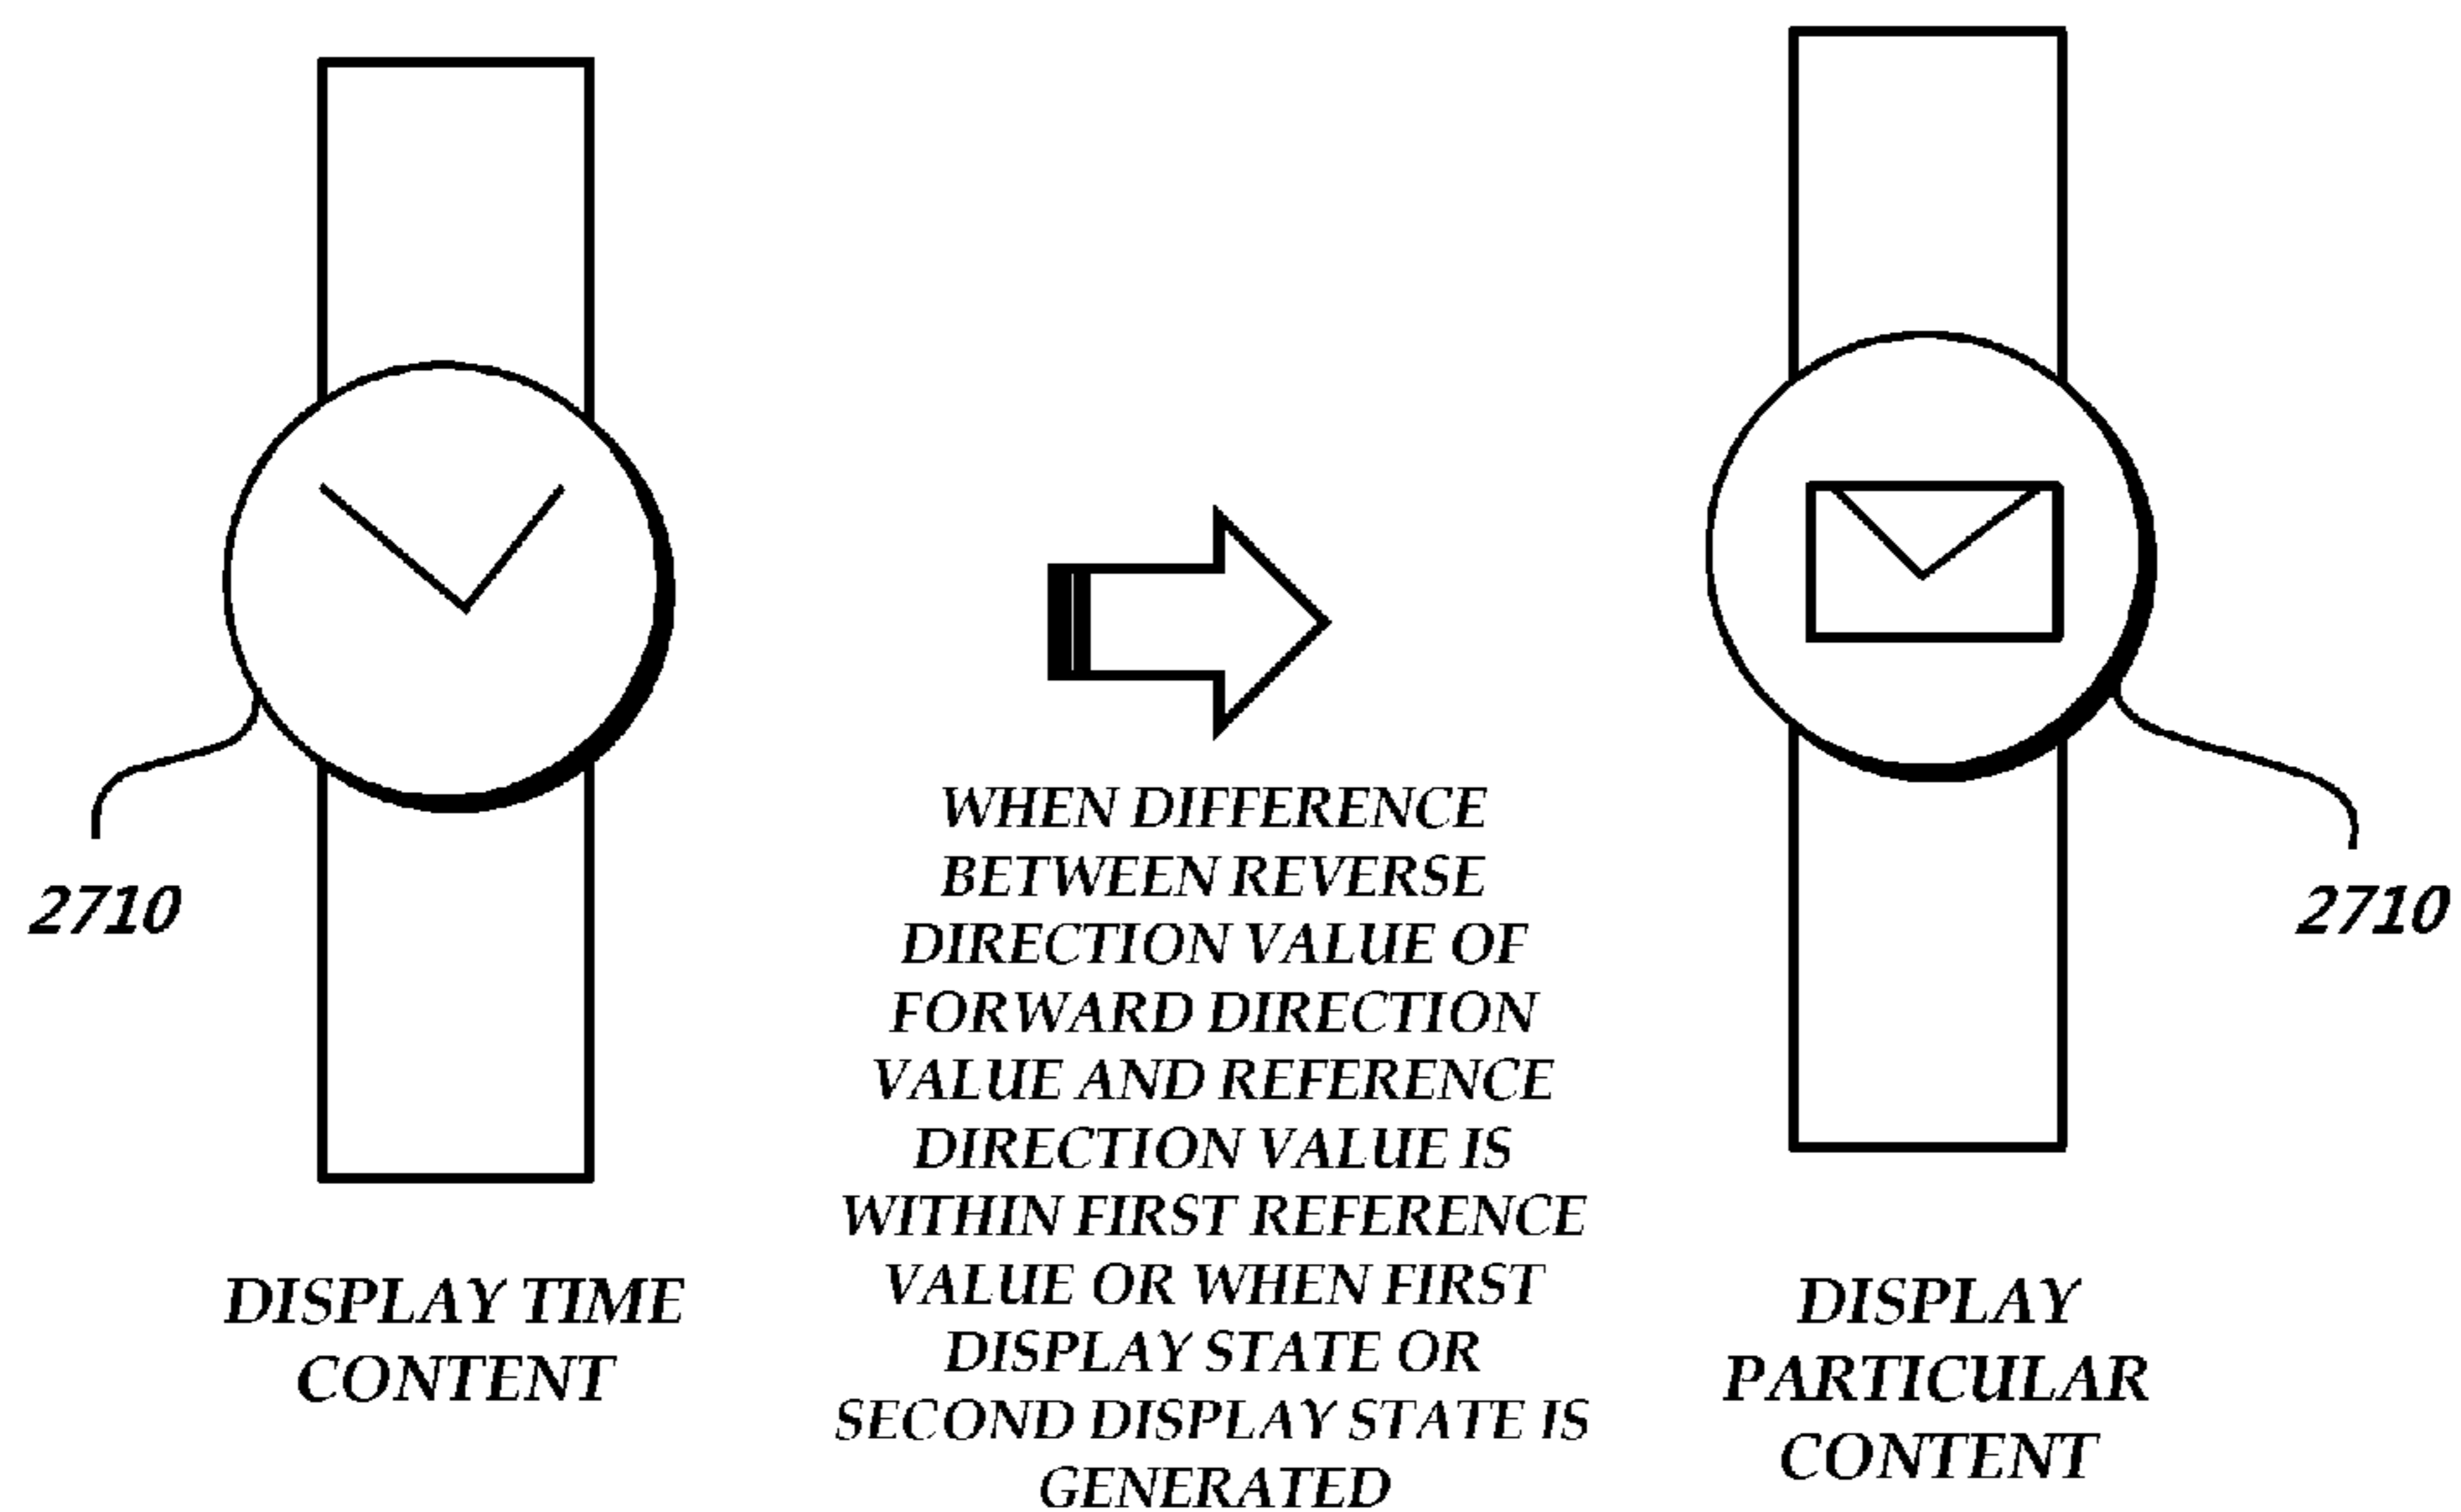 2710
DISPLAY TIME
CONTENT
WHEN DIFFERENCE
BETWEEN REVERSE
DIRECTION VALUE OF
FORWARD DIRECTION
VALUE AND REFERENCE
DIRECTION VALUE IS
WITHIN FIRST REFERENCE
VALUE OR WHEN FIRST
DISPLAY STATE OR
SECOND DISPLAY STATE IS
GENERATED
2710
DISPLAY
PARTICULAR
CONTENT